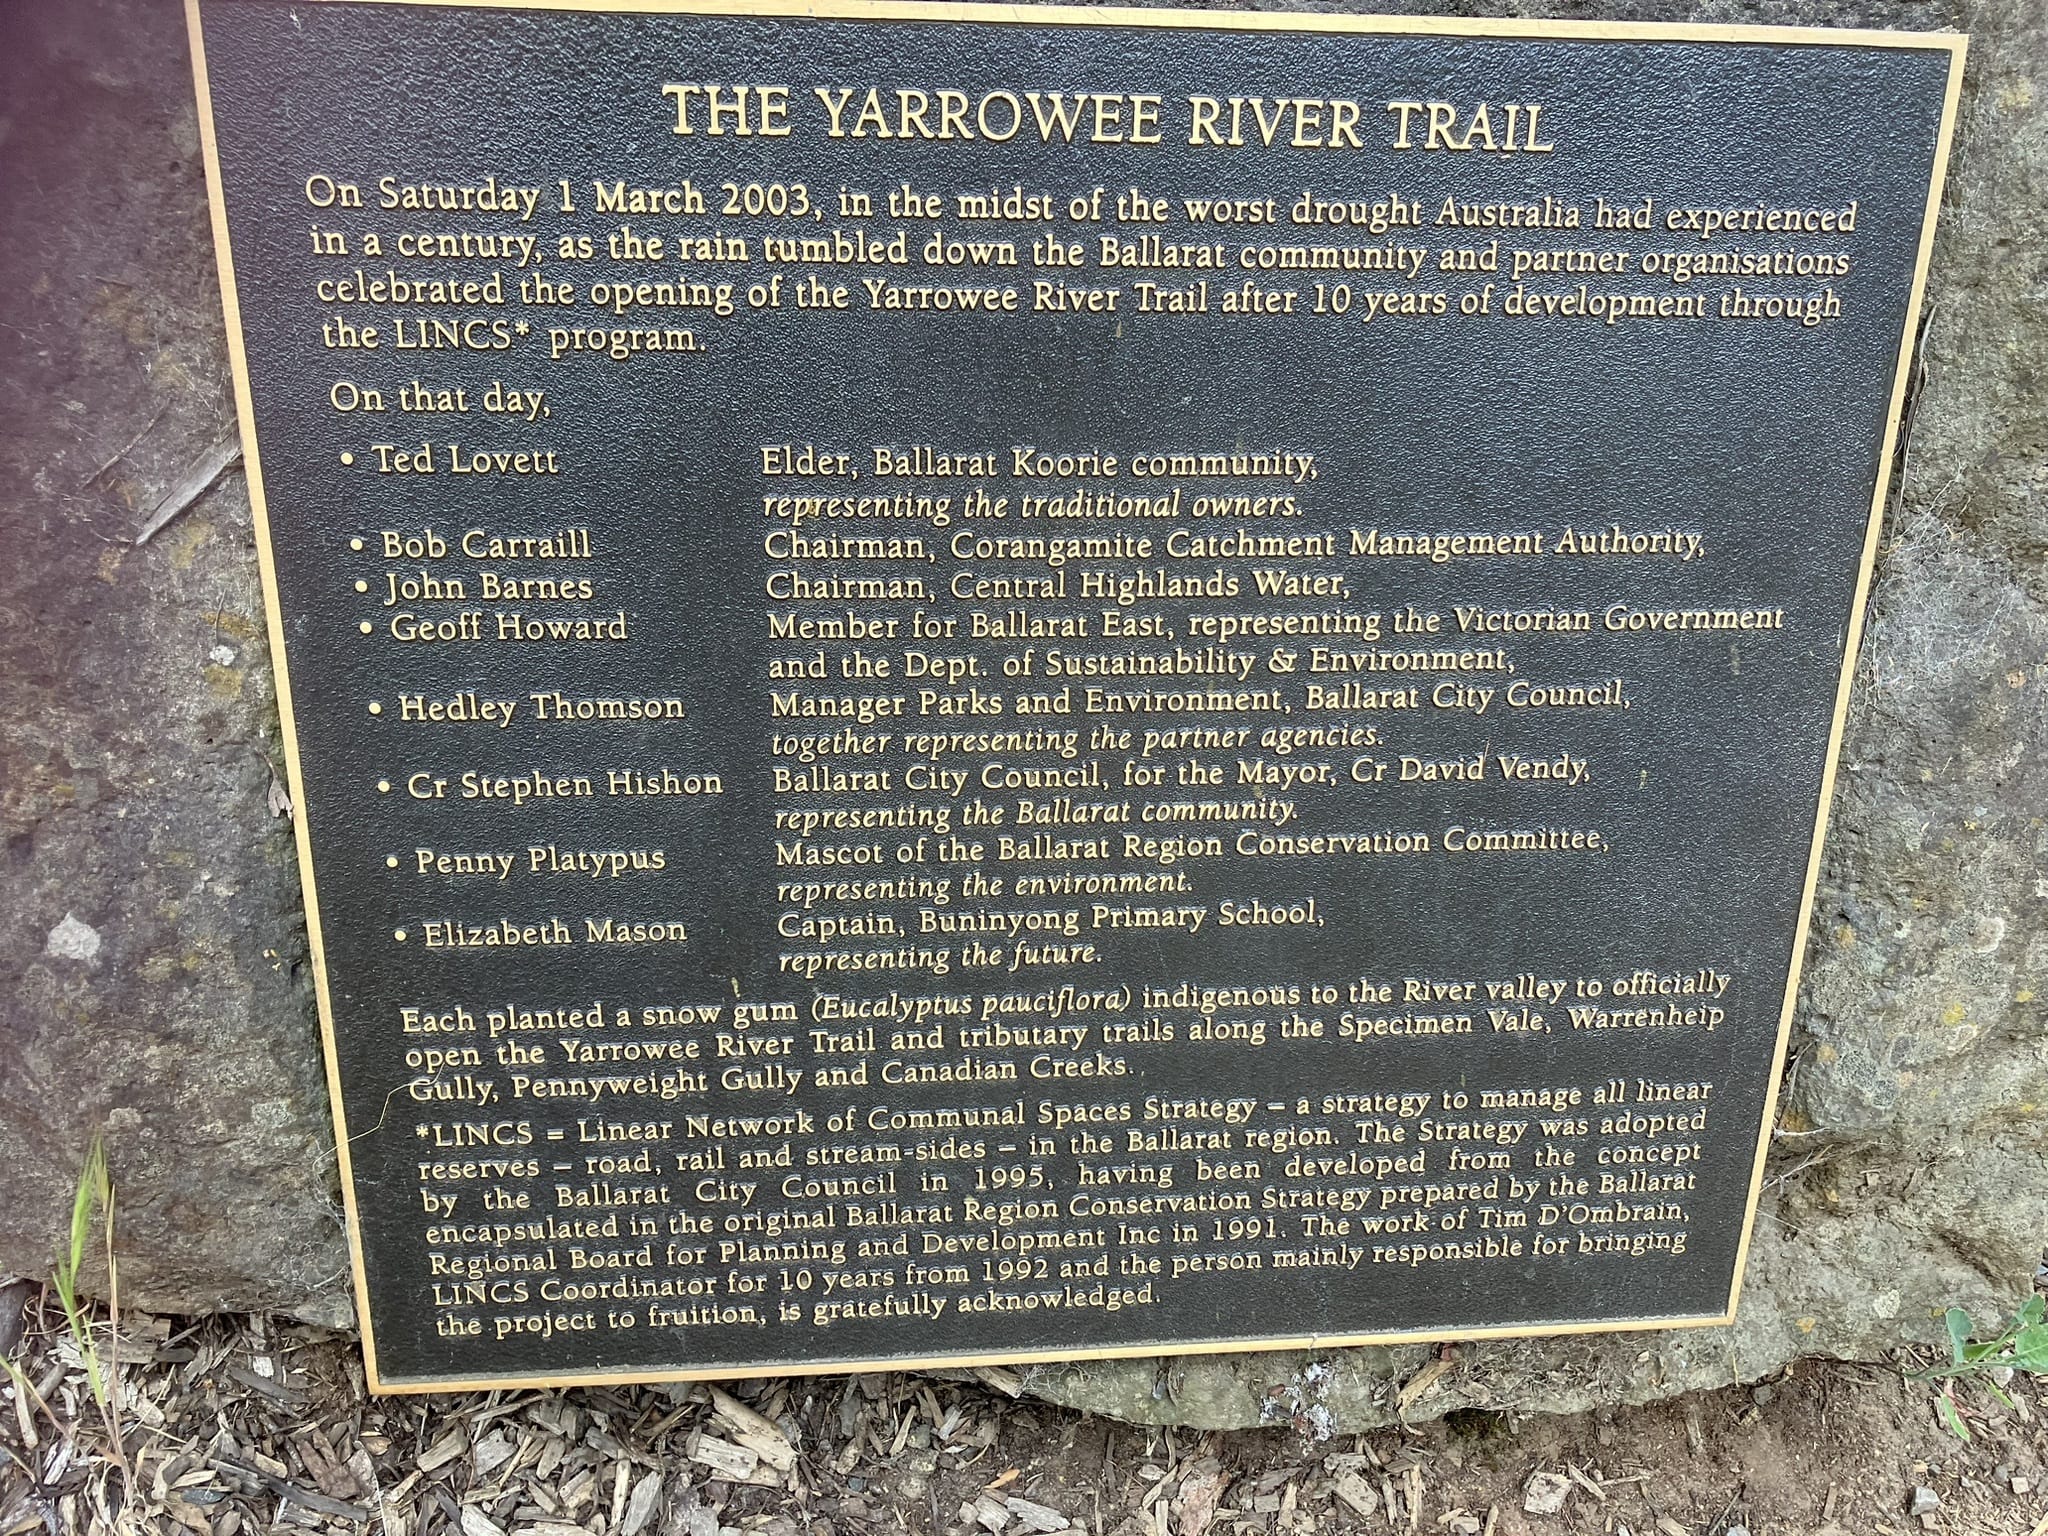 THE YARROWEE RIVER TRAIL
On Saturday 1 March 2003, in the midst of the worst drought Australia had experienced
in a century, as the rain tumbled down the Ballarat community and partner organisations
celebrated the opening of the Yarrowee River Trail after 10 years of development through
the LINCS* program.
On that day,
• Ted Lovett Elder, Ballarat Koorie community,
representing the traditional owners.
• Bob Carraill Chairman, Corangamite Catchment Management Authority,
• John Barnes Chairman, Central Highlands Water,
• Geoff Howard Member for Ballarat East, representing the Victorian Government
and the Dept. of Sustainability & Environment,
• Hedley Thomson Manager Parks and Environment, Ballarat City Council,
together representing the partner agencies.
• Cr Stephen Hishon Ballarat City Council, for the Mayor, Cr David Vendy,
representing the Ballarat community.
• Penny Platypus Mascot of the Ballarat Region Conservation Committee,
representing the environment.
• Elizabeth Mason Captain, Buninyong Primary School,
representing the future.
Each planted a snow gum (Eucalyptus pauciflora) indigenous to the River valley to officially
open the Yarrowee River Trail and tributary trails along the Specimen Vale, Warrenheip
Gully, Pennyweight Gully and Canadian Creeks.
*LINCS = Linear Network of Communal Spaces Strategy – a strategy to manage all linear
reserves – road, rail and stream-sides – in the Ballarat region. The Strategy was adopted
by the Ballarat City Council in 1995, having been developed from the concept
encapsulated in the original Ballarat Region Conservation Strategy prepared by the Ballarat
Regional Board for Planning and Development Inc in 1991. The work of Tim D'Ombrain,
LINCS Coordinator for 10 years from 1992 and the person mainly responsible for bringing
the project to fruition, is gratefully acknowledged.